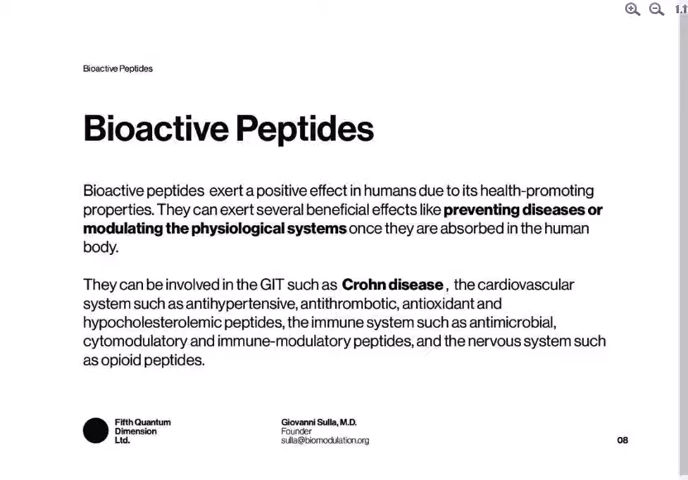 1.1
Bioactive Peptides
Bioactive Peptides
Bioactive peptides exert a positive effect in humans due to its health-promoting
properties. They can exert several beneficial effects like preventing diseases or
modulating the physiological systems once they are absorbed in the human
body.
They can be involved in the GIT such as Crohn disease , the cardiovascular
system such as antihypertensive, antithrombotic, antioxidant and
hypocholesterolemic peptides, the immune system such as antimicrobial,
cytomodulatory and immune-modulatory peptides, and the nervous system such
as opioid peptides.
Fifth Quantum
Dimension
Ltd.
Giovanni Sulla, M.D.
Founder
sulla@biomodulation.org
08